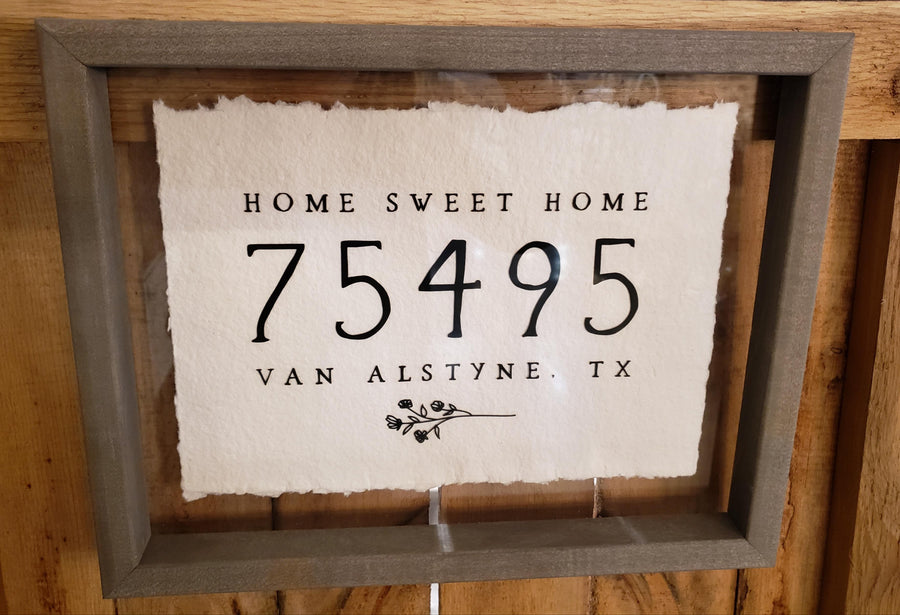 HOME SWEET HOME
75495
VAN ALSTYNE, TX